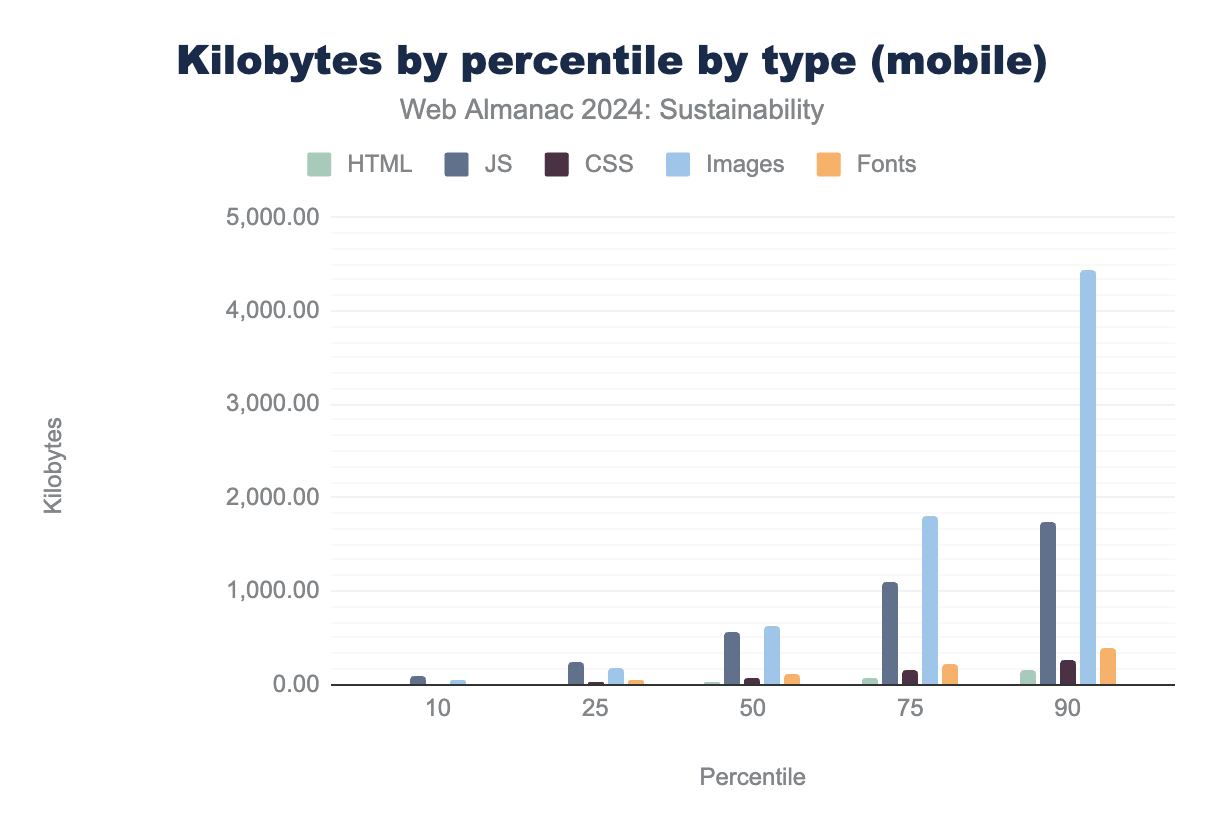 Kilobytes by percentile by type (mobile)
Web Almanac 2024: Sustainability
HTML JS CSS Images Fonts
5,000.00
4,000.00
3,000.00
2,000.00
1,000.00
0.00
Kilobytes
10 25 50 75 90
Percentile